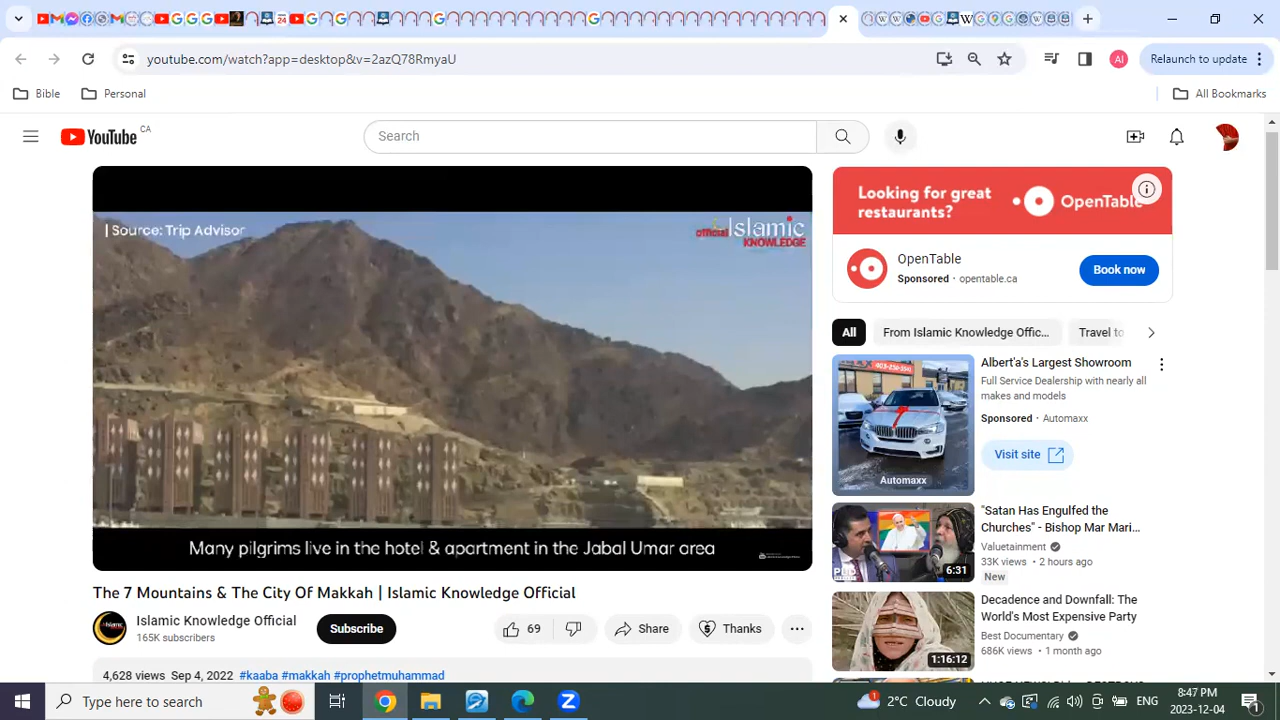 24
youtube.com/watch?app=desktop&v=2azQ78RmyaU
AI
Relaunch to update
Bible
Personal
All Bookmarks
YouTube CA
Search
| Source: Trip Advisor
official Islamic
KNOWLEDGE
Many pilgrims live in the hotel & apartment in the Jabal Umar area
The 7 Mountains & The City Of Makkah | Islamic Knowledge Official
Islamic Knowledge Official
165K subscribers
Subscribe
69
Share
Thanks
4,628 views Sep 4, 2022 #kaaba #makkah #prophetmuhammad
Looking for great
restaurants?
OpenTable
OpenTable
Sponsored · opentable.ca
Book now
All
From Islamic Knowledge Offic...
Travel to
Albert'a's Largest Showroom
Full Service Dealership with nearly all
makes and models
Sponsored · Automaxx
Visit site
Automaxx
"Satan Has Engulfed the
Churches" - Bishop Mar Mari...
Valuetainment
33K views · 2 hours ago
New
6:31
Decadence and Downfall: The
World's Most Expensive Party
Best Documentary
686K views · 1 month ago
1:16:12
Type here to search
1
2°C Cloudy
ENG
8:47 PM
2023-12-04
1